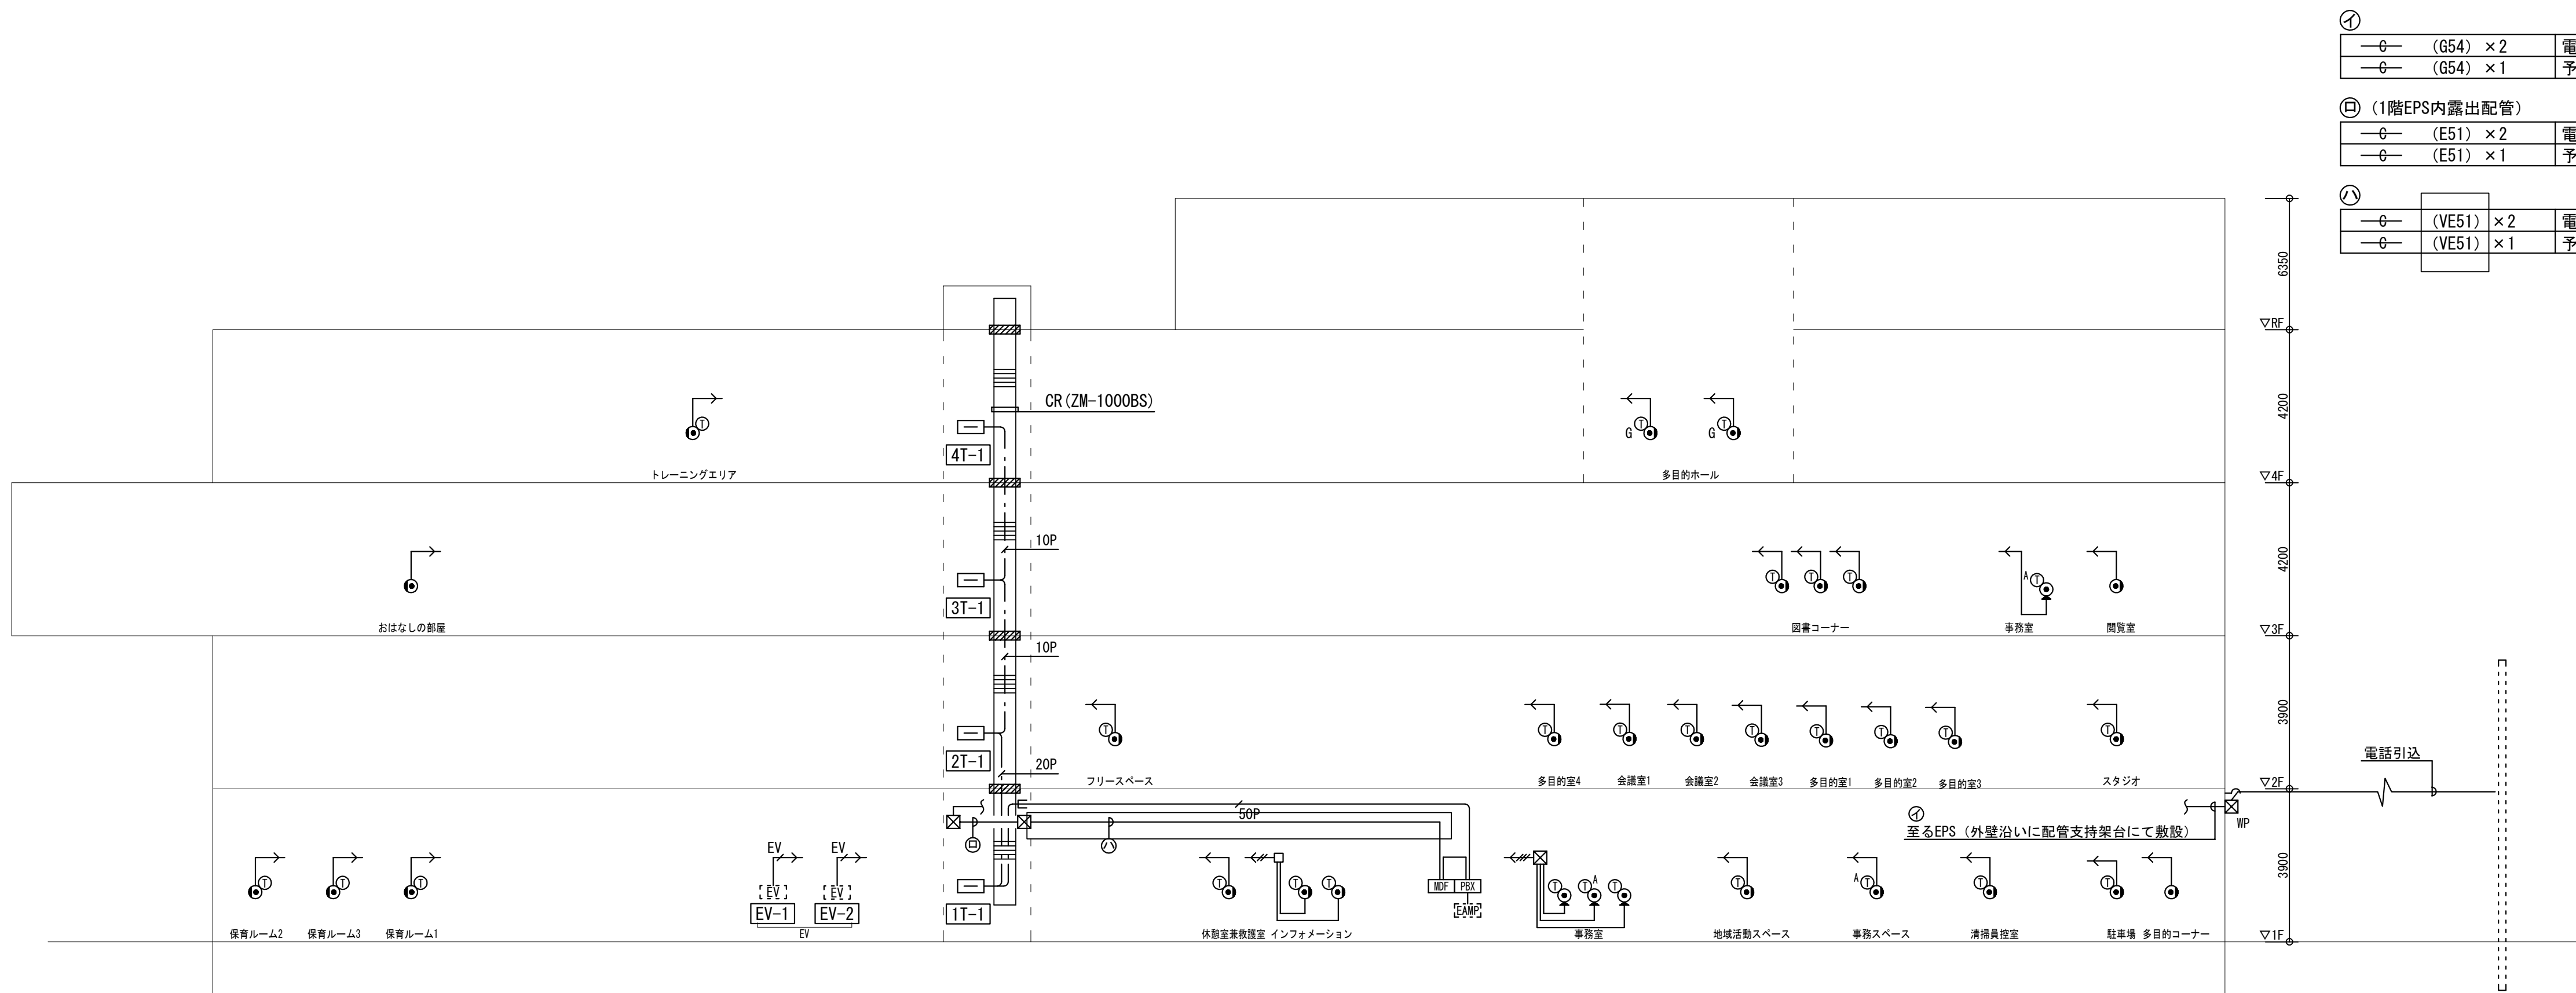 イ
C (G54) ×2 電
C (G54) ×1 予
ロ (1階EPS内露出配管)
C (E51) ×2 電
C (E51) ×1 予
ハ
C (VE51) ×2 電
C (VE51) ×1 予
6350
▽RF
CR(ZM-1000BS)
4200
T
G T
G T
4T-1
トレーニングエリア
多目的ホール
▽4F
10P
4200
T T T
A T
3T-1
おはなしの部屋
図書コーナー
事務室
閲覧室
▽3F
10P
3900
T
T T T T T T T
T
2T-1
電話引込
20P
フリースペース
多目的室4
会議室1
会議室2
会議室3
多目的室1
多目的室2
多目的室3
スタジオ
▽2F
50P
イ
至るEPS (外壁沿いに配管支持架台にて敷設)
WP
ロ
ハ
EV
EV
3900
T T T
EV
EV
T
T T
MDF
PBX
T T A T
T
A T
T
T
EV-1
EV-2
1T-1
EAMP
保育ルーム2
保育ルーム3
保育ルーム1
EV
休憩室兼救護室
インフォメーション
事務室
地域活動スペース
事務スペース
清掃員控室
駐車場
多目的コーナー
▽1F